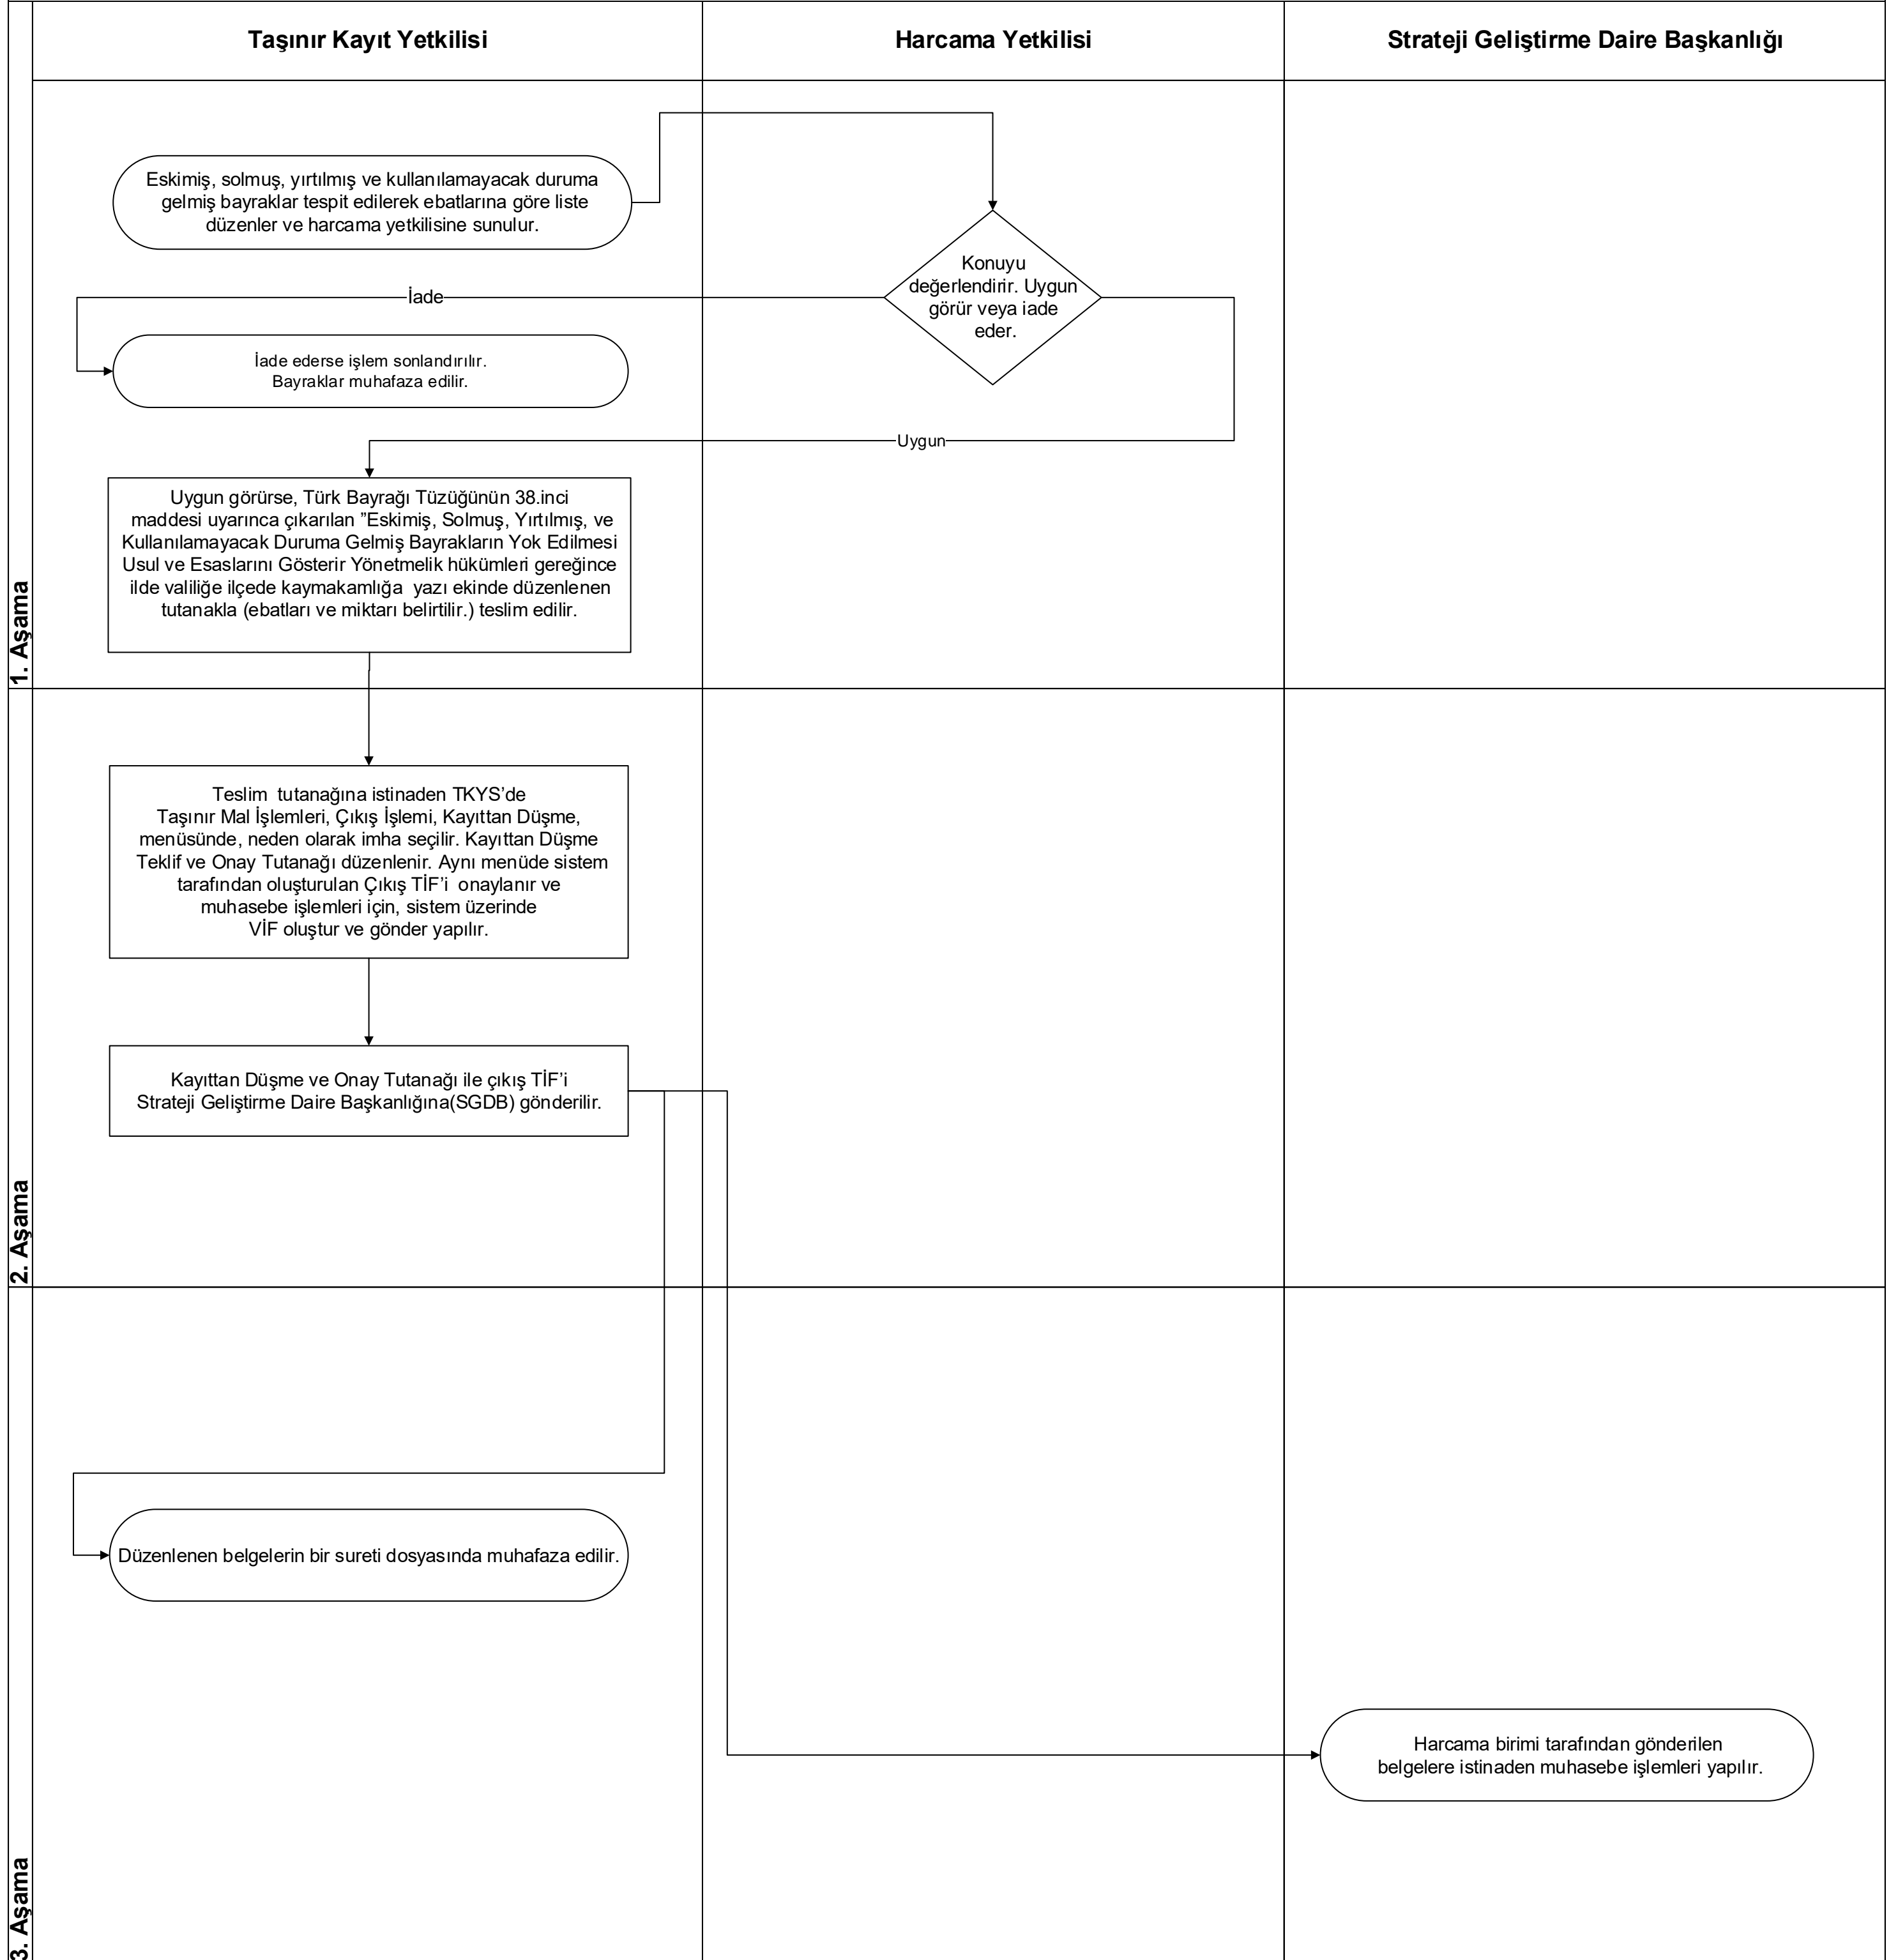 Taşınır Kayıt Yetkilisi
Harcama Yetkilisi
Strateji Geliştirme Daire Başkanlığı
1. Aşama
Eskimiş, solmuş, yırtılmış ve kullanılamayacak duruma
gelmiş bayraklar tespit edilerek ebatlarına göre liste
düzenler ve harcama yetkilisine sunulur.
Konuyu
değerlendirir. Uygun
görür veya iade
eder.
İade
İade ederse işlem sonlandırılır.
Bayraklar muhafaza edilir.
Uygun
Uygun görürse, Türk Bayrağı Tüzüğünün 38.inci
maddesi uyarınca çıkarılan ”Eskimiş, Solmuş, Yırtılmış, ve
Kullanılamayacak Duruma Gelmiş Bayrakların Yok Edilmesi
Usul ve Esaslarını Gösterir Yönetmelik hükümleri gereğince
ilde valiliğe ilçede kaymakamlığa  yazı ekinde düzenlenen
tutanakla (ebatları ve miktarı belirtilir.) teslim edilir.
2. Aşama
Teslim  tutanağına istinaden TKYS’de
Taşınır Mal İşlemleri, Çıkış İşlemi, Kayıttan Düşme,
menüsünde, neden olarak imha seçilir. Kayıttan Düşme
Teklif ve Onay Tutanağı düzenlenir. Aynı menüde sistem
tarafından oluşturulan Çıkış TİF’i  onaylanır ve
muhasebe işlemleri için, sistem üzerinde
VİF oluştur ve gönder yapılır.
Kayıttan Düşme ve Onay Tutanağı ile çıkış TİF’i
Strateji Geliştirme Daire Başkanlığına(SGDB) gönderilir.
3. Aşama
Düzenlenen belgelerin bir sureti dosyasında muhafaza edilir.
Harcama birimi tarafından gönderilen
belgelere istinaden muhasebe işlemleri yapılır.